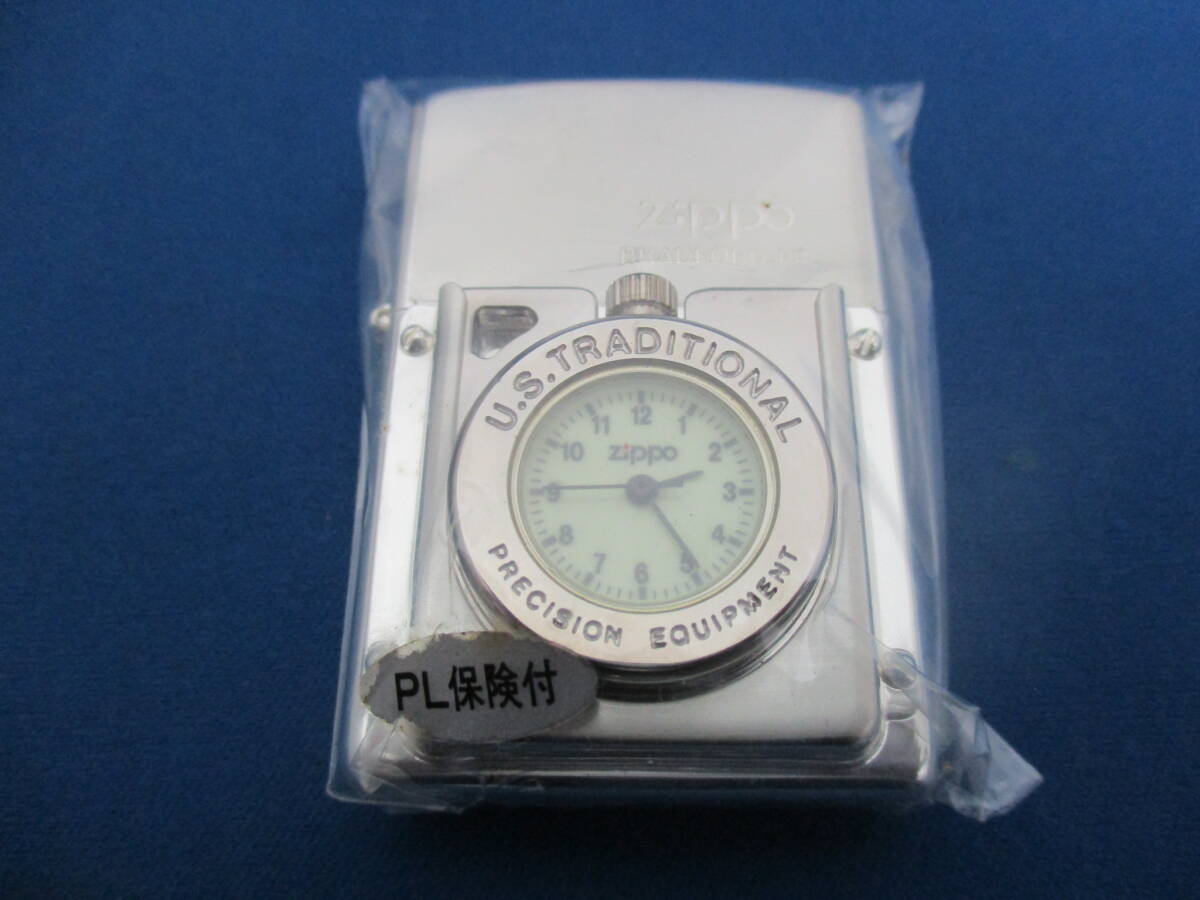 Zippo
U.S. TRADITIONAL
12
1
2
3
4
5
6
7
8
9
10
11
zippo
PRECISION EQUIPMENT
PL保険付